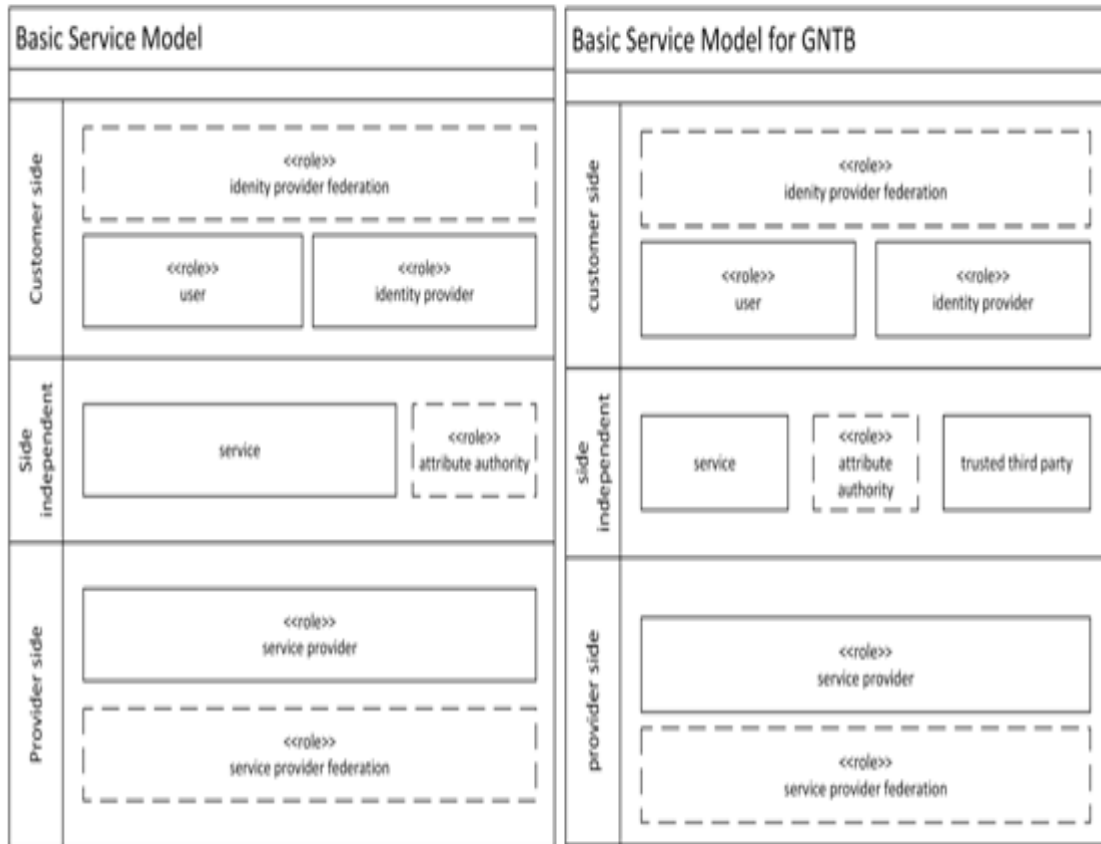 Basic Service Model
Customer side
<<role>>
idenity provider federation
<<role>>
user
<<role>>
identity provider
Side
independent
service
<<role>>
attribute authority
Provider side
<<role>>
service provider
<<role>>
service provider federation
Basic Service Model for GNTB
customer side
<<role>>
idenity provider federation
<<role>>
user
<<role>>
identity provider
side
independent
service
<<role>>
attribute
authority
trusted third party
provider side
<<role>>
service provider
<<role>>
service provider federation